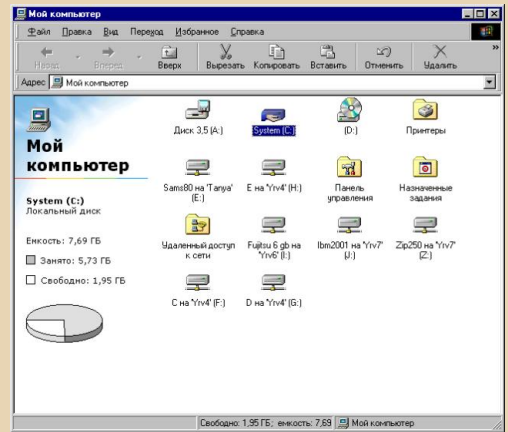 Мой компьютер
Файл Правка Вид Переход Избранное Справка
Назад Вперед Вверх Вырезать Копировать Вставить Отменить Удалить »
Адрес Мой компьютер
Мой
компьютер
System (C:)
Локальный диск
Емкость: 7,69 ГБ
Занято: 5,73 ГБ
Свободно: 1,95 ГБ
Диск 3,5 (A:) System (C:) (D:) Принтеры
Sams80 на 'Tanya' E на 'Yrv4' (H:) Панель Назначенные
(E:) управления задания
Удаленный доступ Fujitsu 6 gb на Ibm2001 на 'Yrv7' Zip250 на 'Yrv7'
к сети 'Yrv6' (I:) (J:) (Z:)
C на 'Yrv4' (F:) D на 'Yrv4' (G:)
Свободно: 1,95 ГБ; емкость: 7,69 Мой компьютер